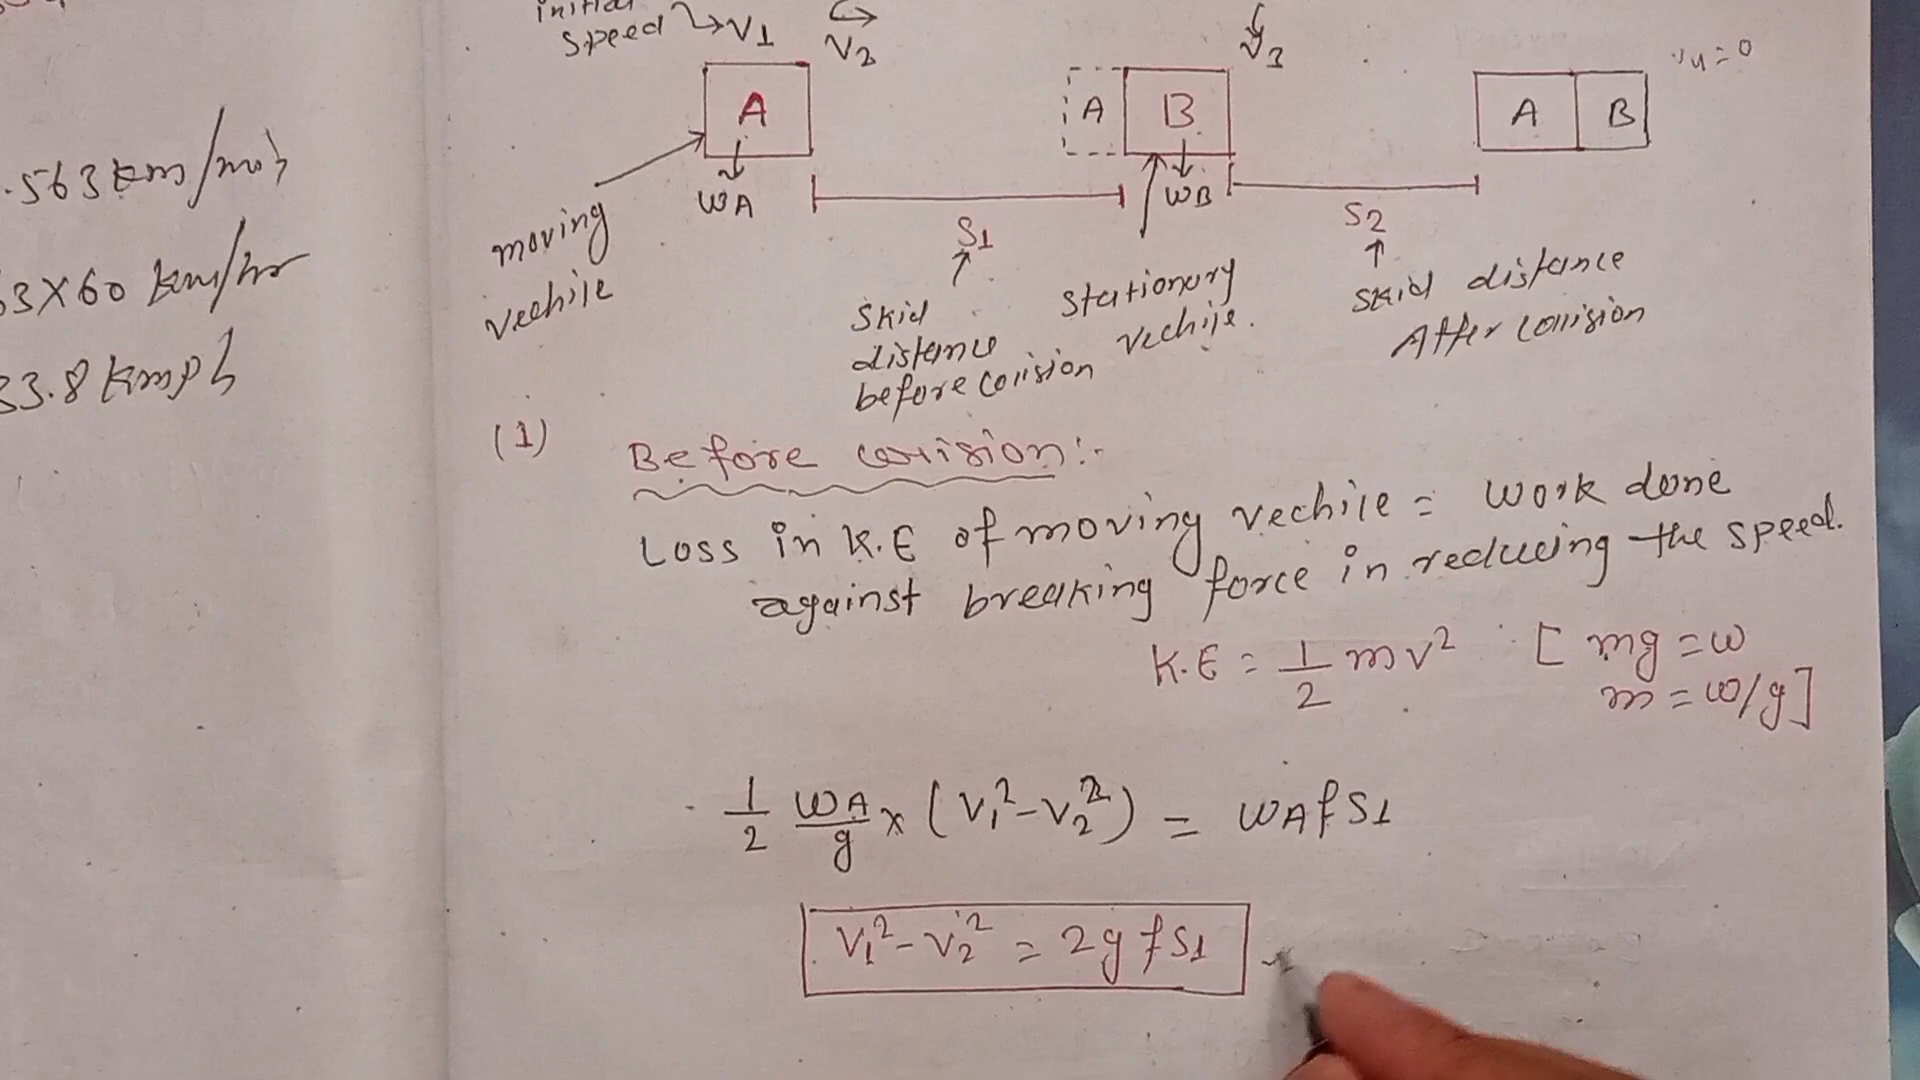 initial
speed → V1
V2
V3
V4 = 0
A
A
B
A
B
WA
WB
S1
S2
moving
vechile
skid
distance
before collision
stationary
vechile.
skid distance
After collision
.563 km/min
3×60 km/hr
33.8 kmph
(1)
Before collision:-
Loss in K.E of moving vechile = work done
against breaking force in reducing the speed.
K.E = 1/2 mv² [ mg = w
m = w/g ]
1/2 WA/g × (V1² - V2²) = WA f S1
V1² - V2² = 2g f S1